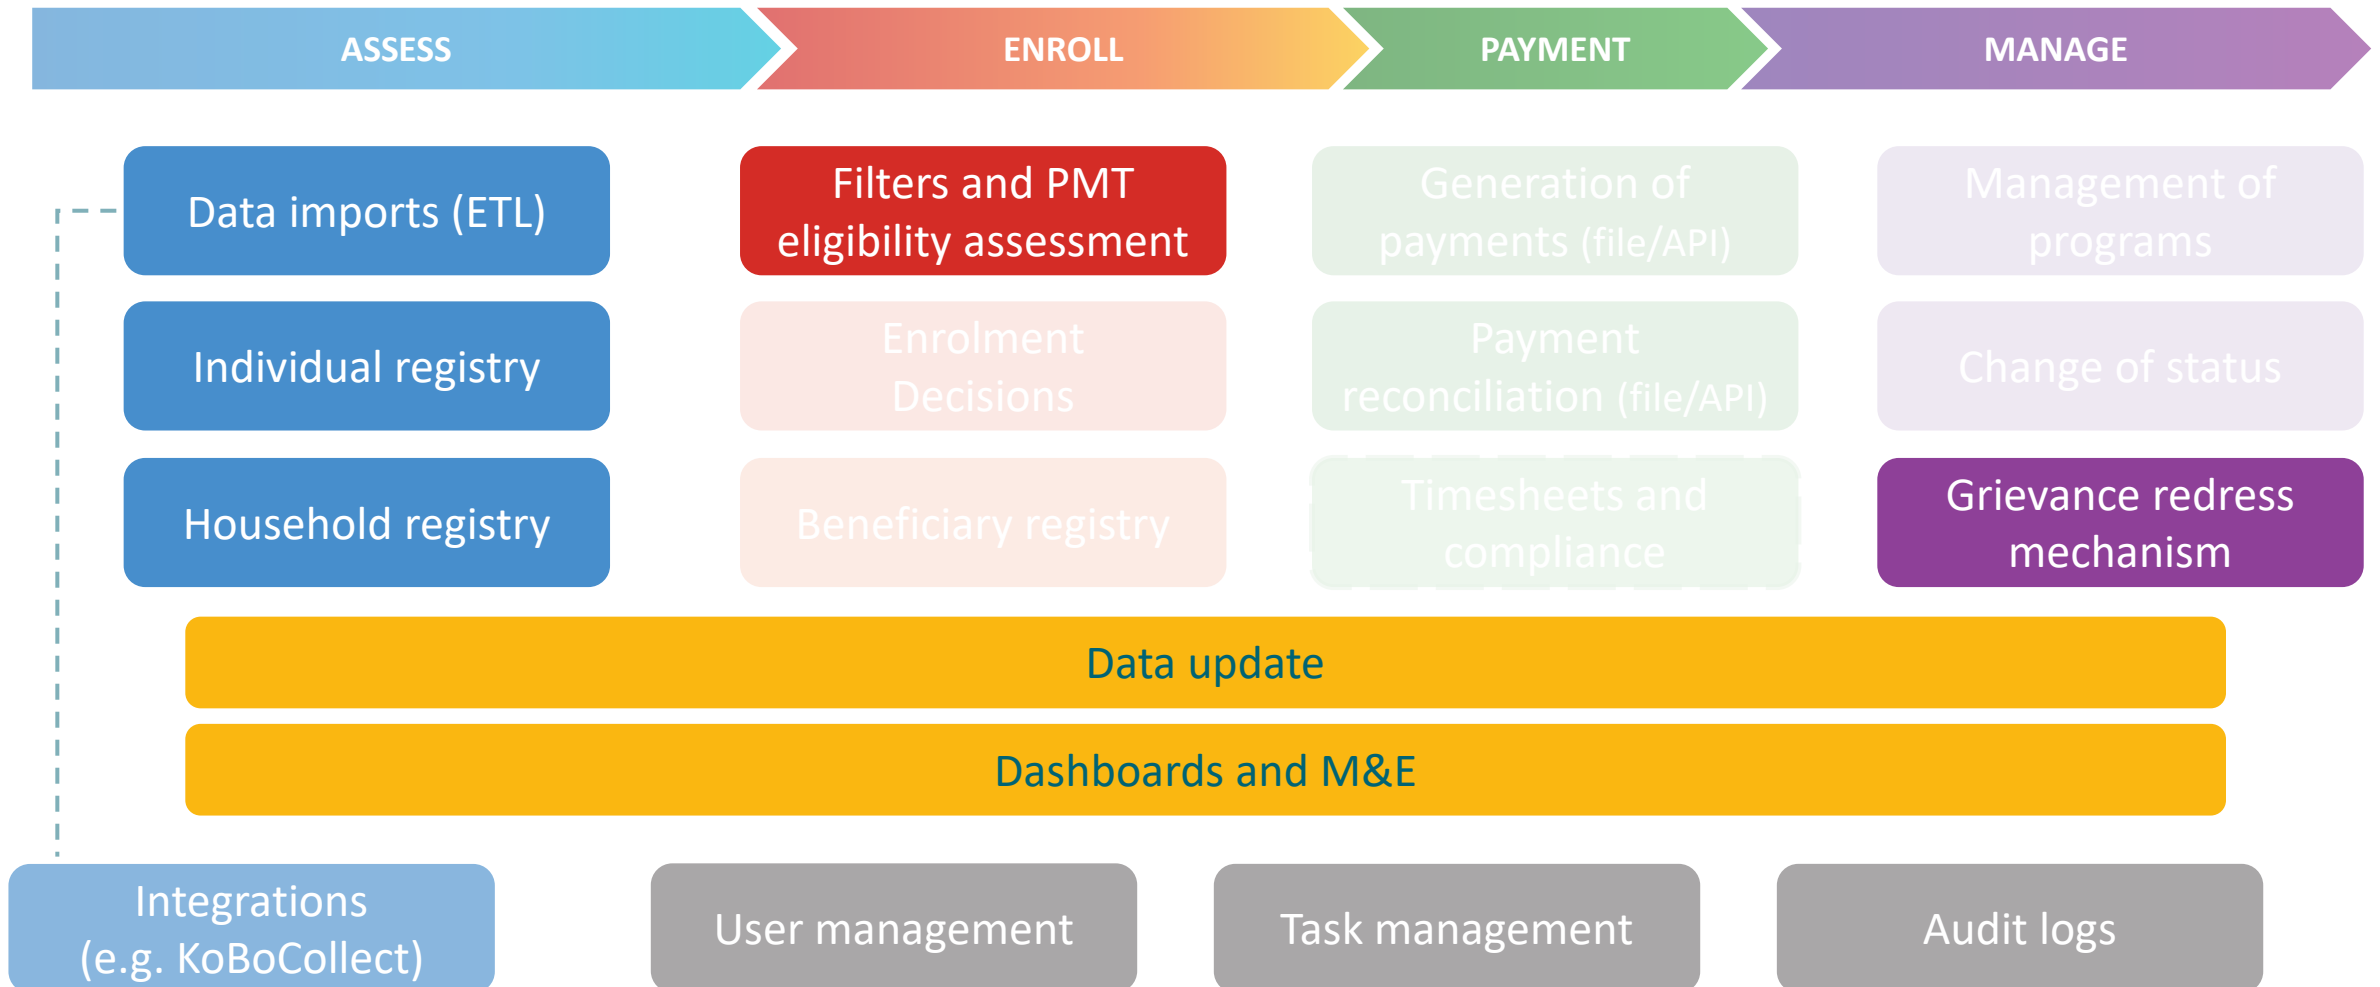 ASSESS
ENROLL
PAYMENT
MANAGE
Data imports (ETL)
Filters and PMT
eligibility assessment
Generation of
payments (file/API)
Management of
programs
Individual registry
Enrolment
Decisions
Payment
reconciliation (file/API)
Change of status
Household registry
Beneficiary registry
Timesheets and
compliance
Grievance redress
mechanism
Data update
Dashboards and M&E
Integrations
(e.g. KoBoCollect)
User management
Task management
Audit logs